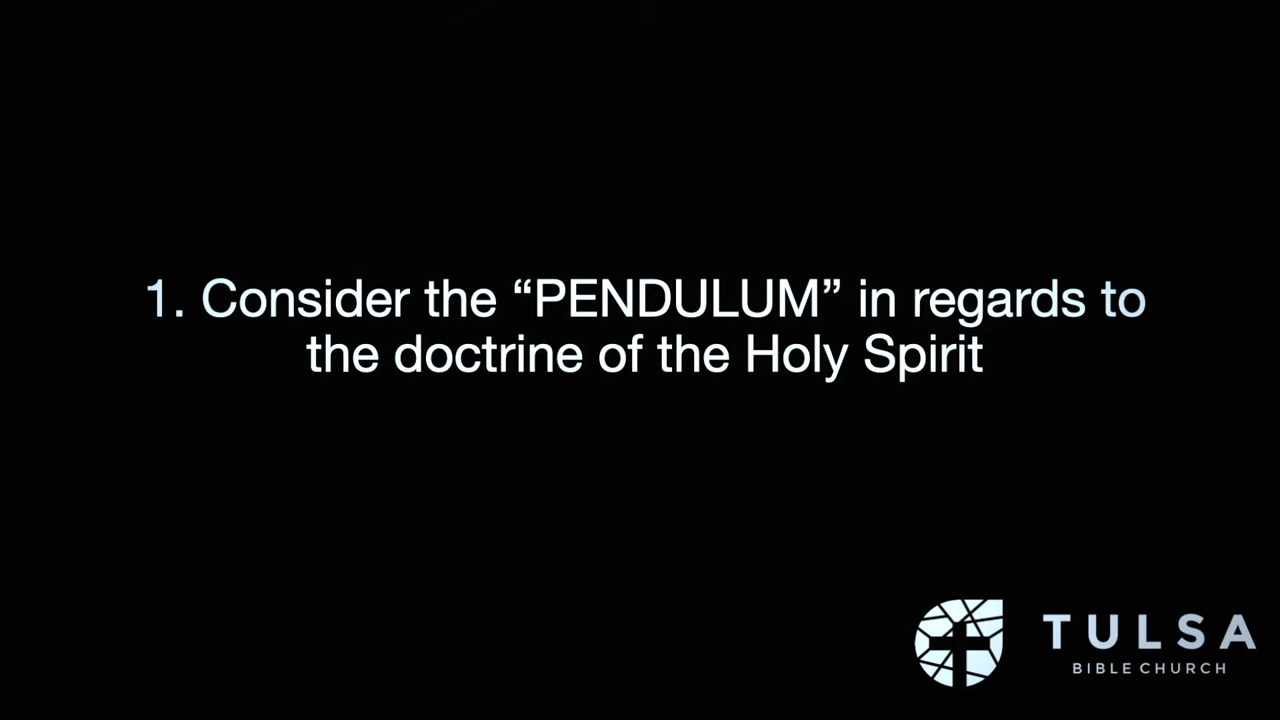 1. Consider the “PENDULUM” in regards to
the doctrine of the Holy Spirit
TULSA
BIBLE CHURCH